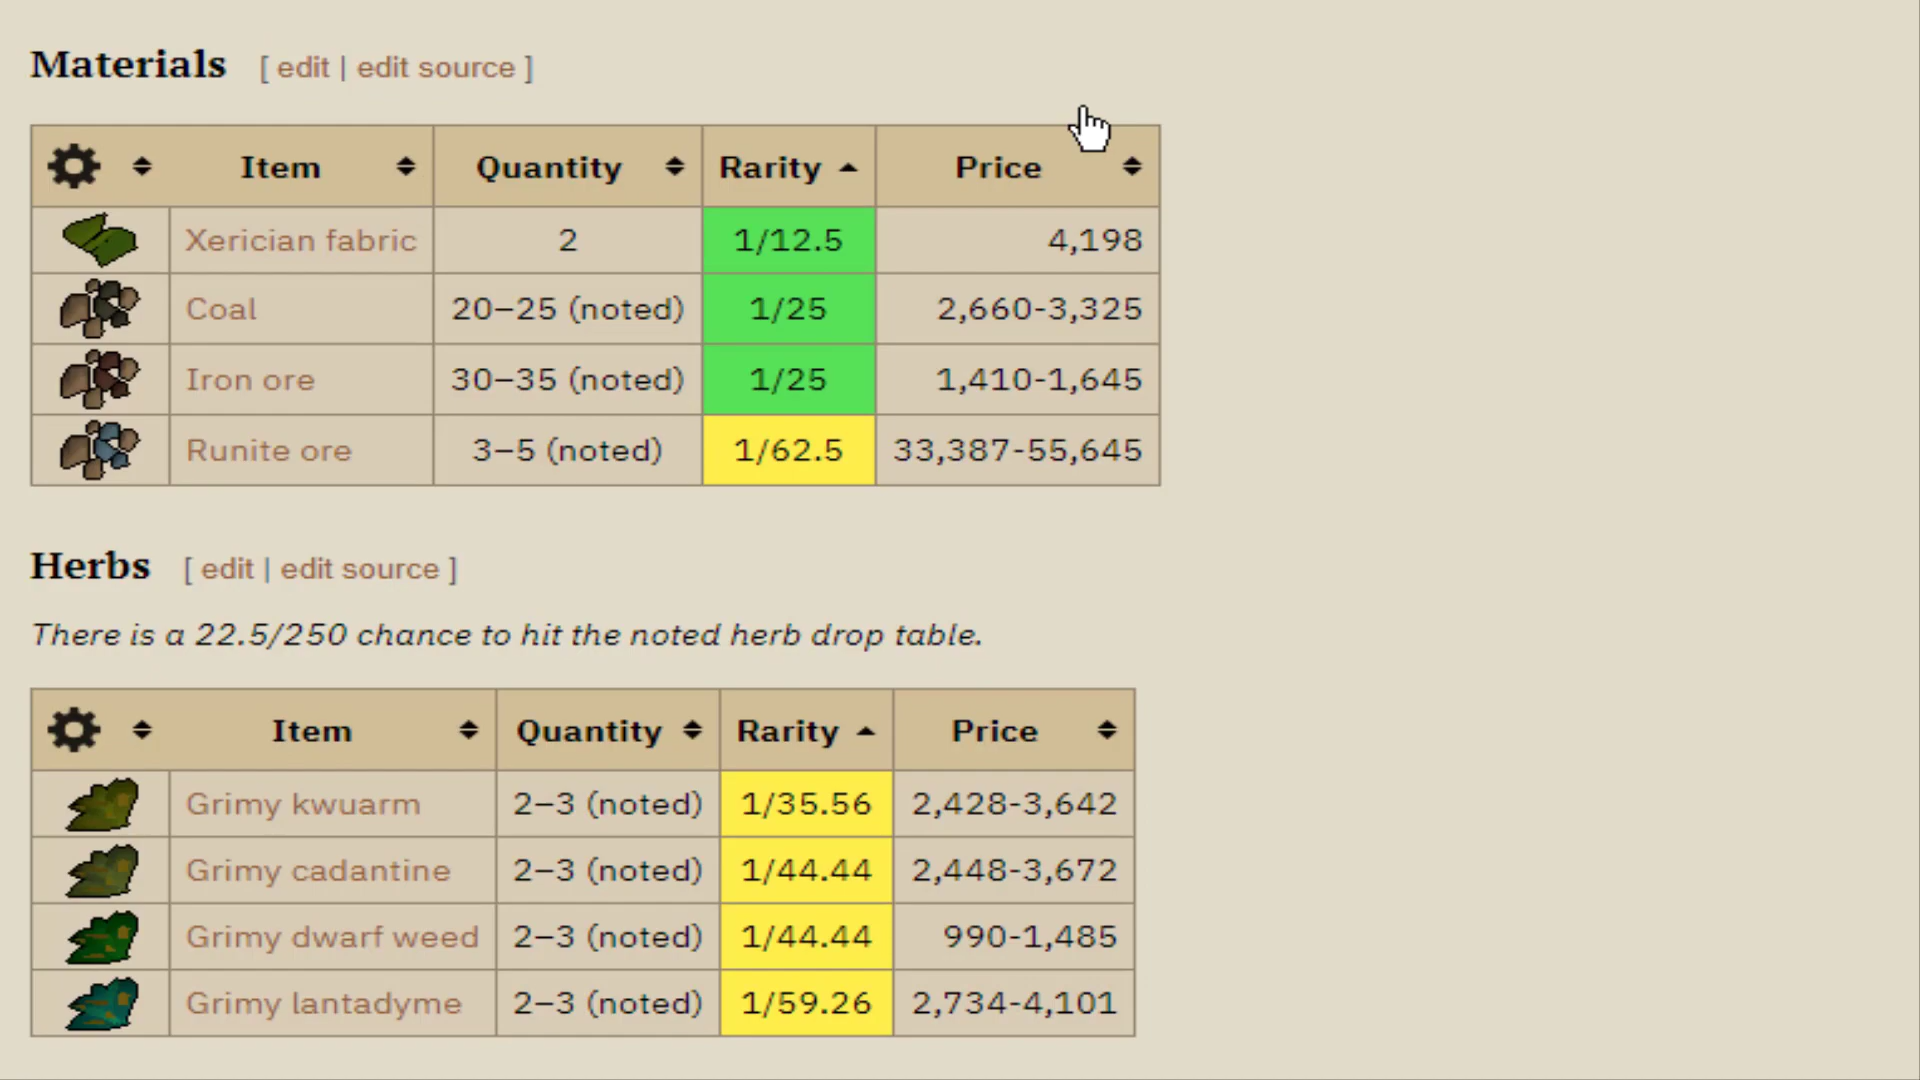 Materials [ edit | edit source ]
Item Quantity Rarity Price
Xerician fabric 2 1/12.5 4,198
Coal 20–25 (noted) 1/25 2,660-3,325
Iron ore 30–35 (noted) 1/25 1,410-1,645
Runite ore 3–5 (noted) 1/62.5 33,387-55,645
Herbs [ edit | edit source ]
There is a 22.5/250 chance to hit the noted herb drop table.
Item Quantity Rarity Price
Grimy kwuarm 2–3 (noted) 1/35.56 2,428-3,642
Grimy cadantine 2–3 (noted) 1/44.44 2,448-3,672
Grimy dwarf weed 2–3 (noted) 1/44.44 990-1,485
Grimy lantadyme 2–3 (noted) 1/59.26 2,734-4,101